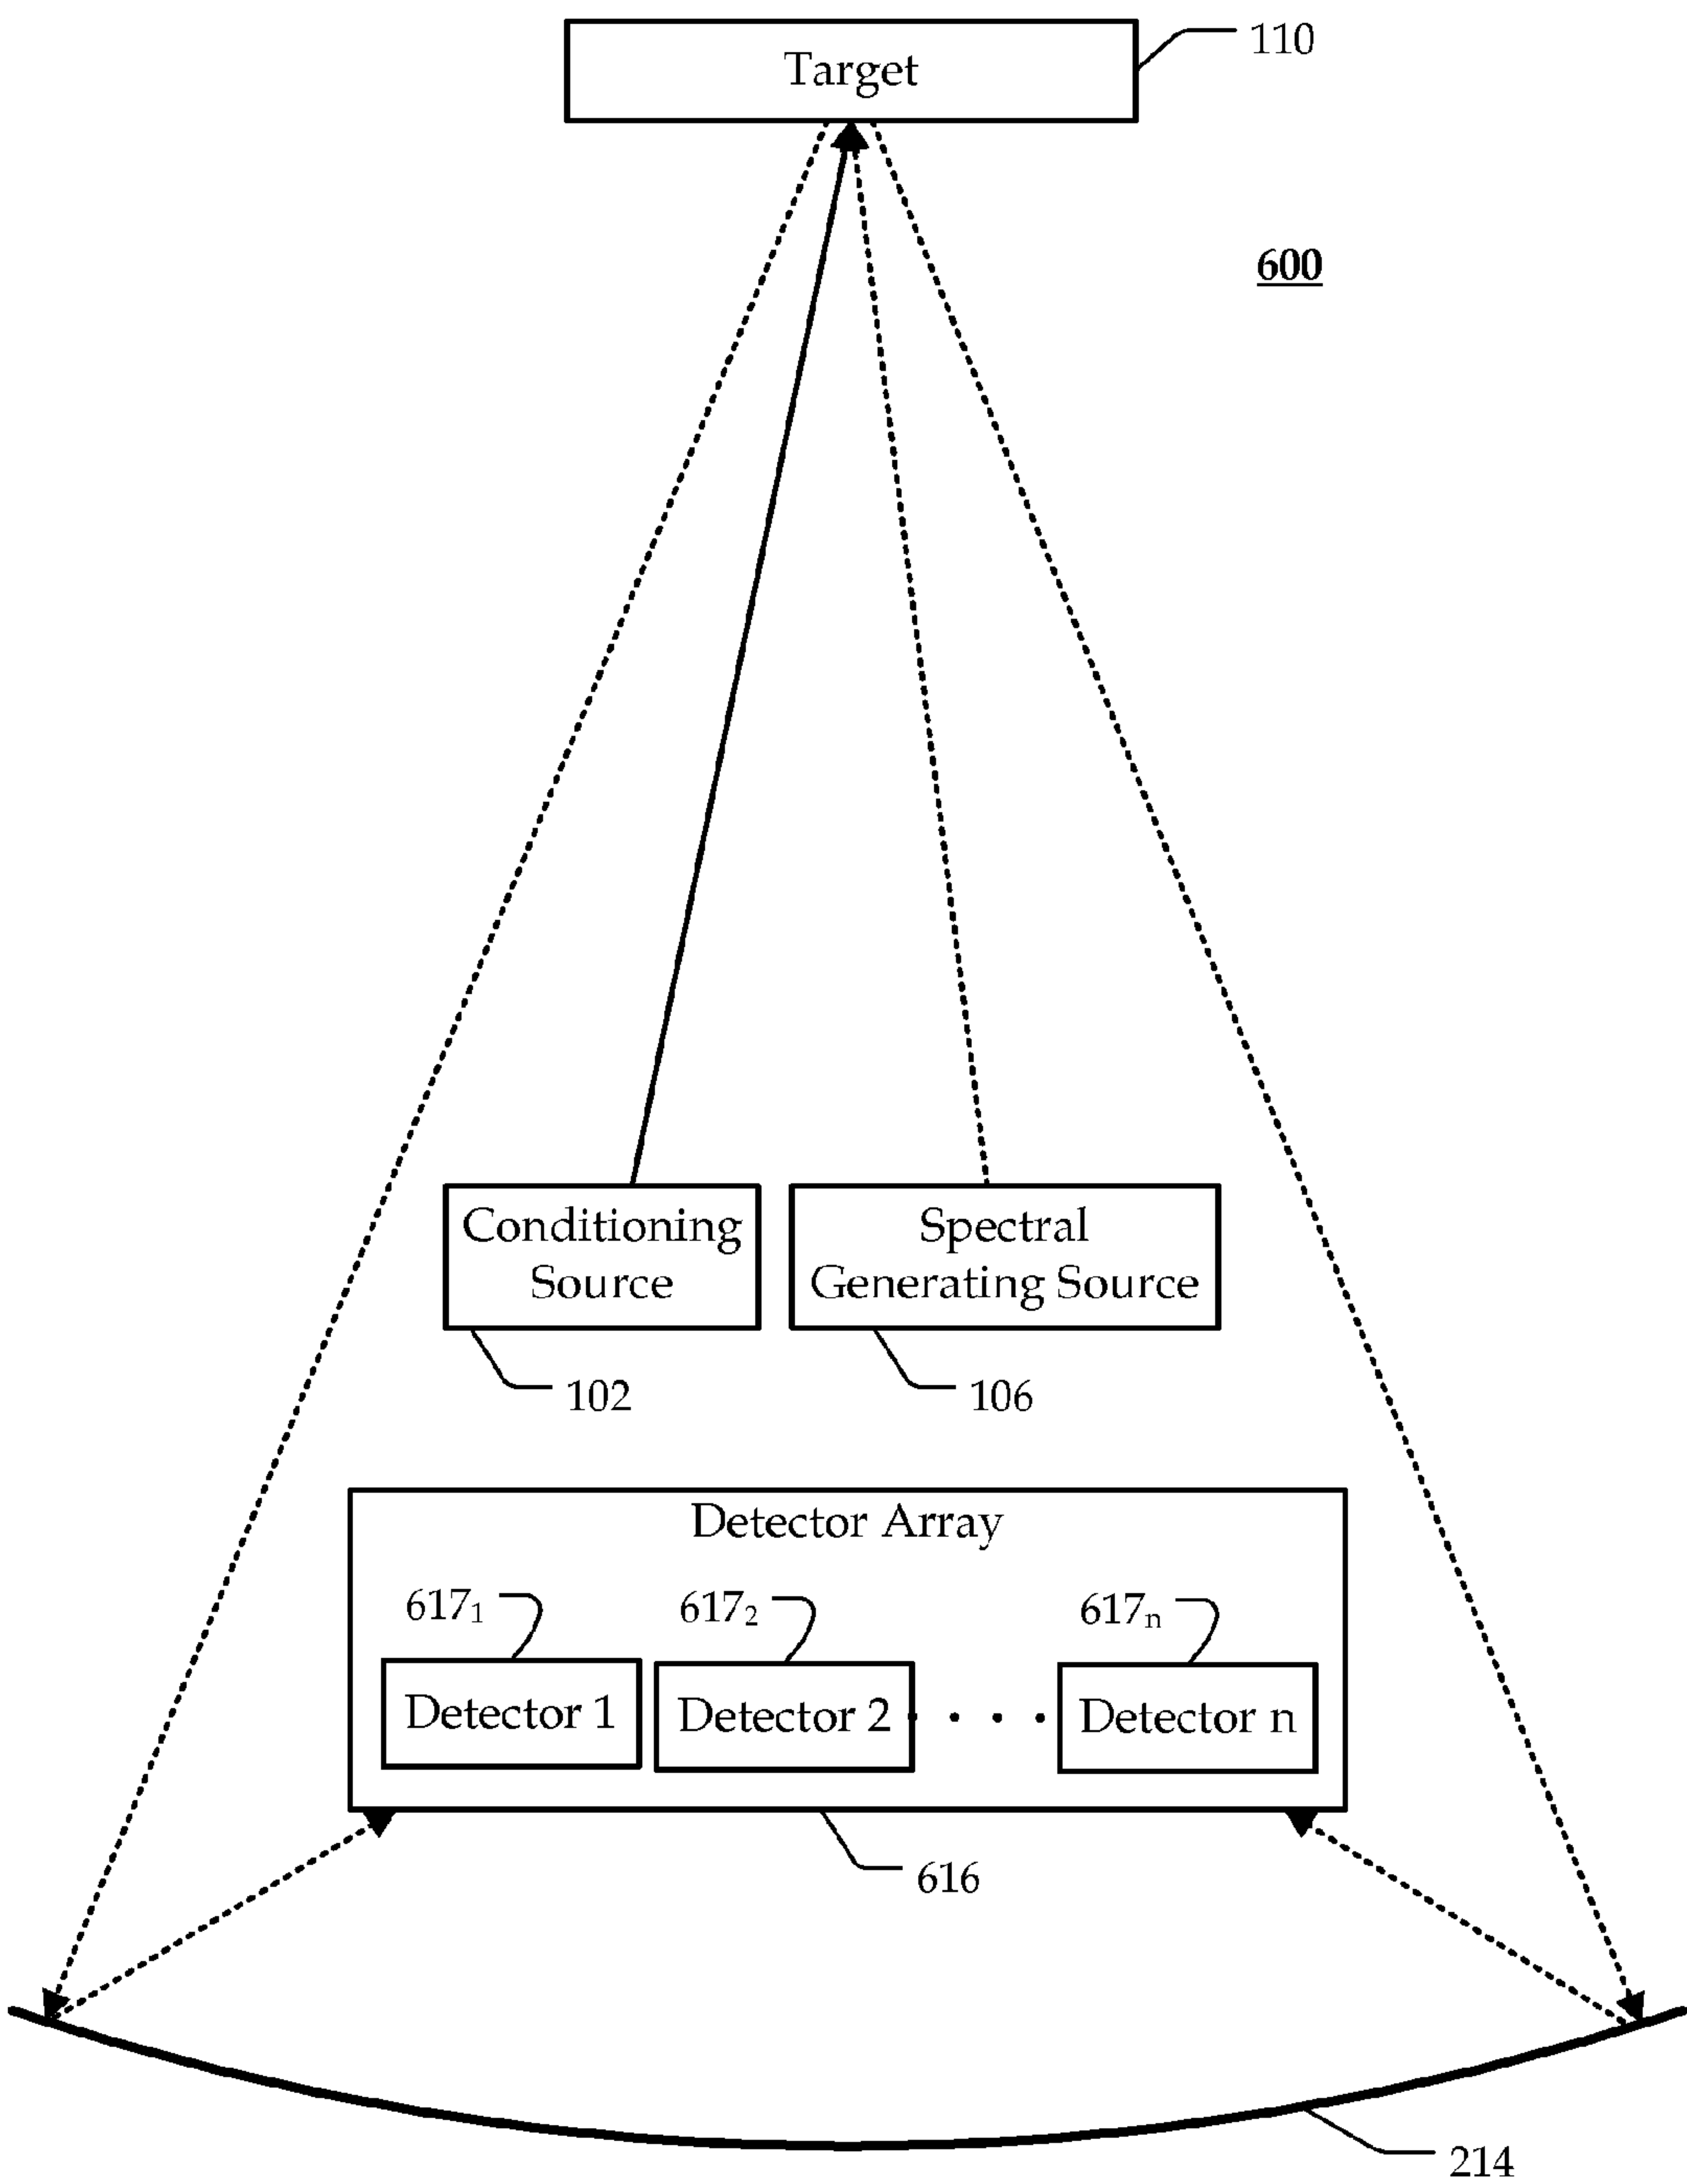 Target
110
600
Conditioning
Source
Spectral
Generating Source
102
106
Detector Array
617₁
617₂
617ₙ
Detector 1
Detector 2
Detector n
616
214